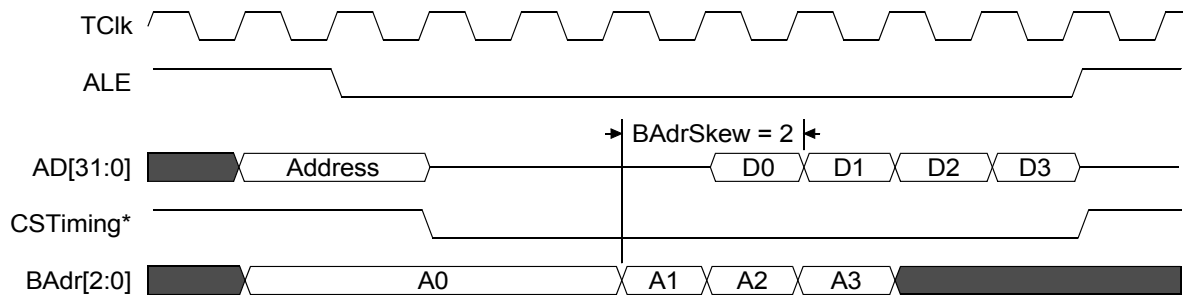 TClk
ALE
BAdrSkew = 2
AD[31:0] Address D0 D1 D2 D3
CSTiming*
BAdr[2:0] A0 A1 A2 A3